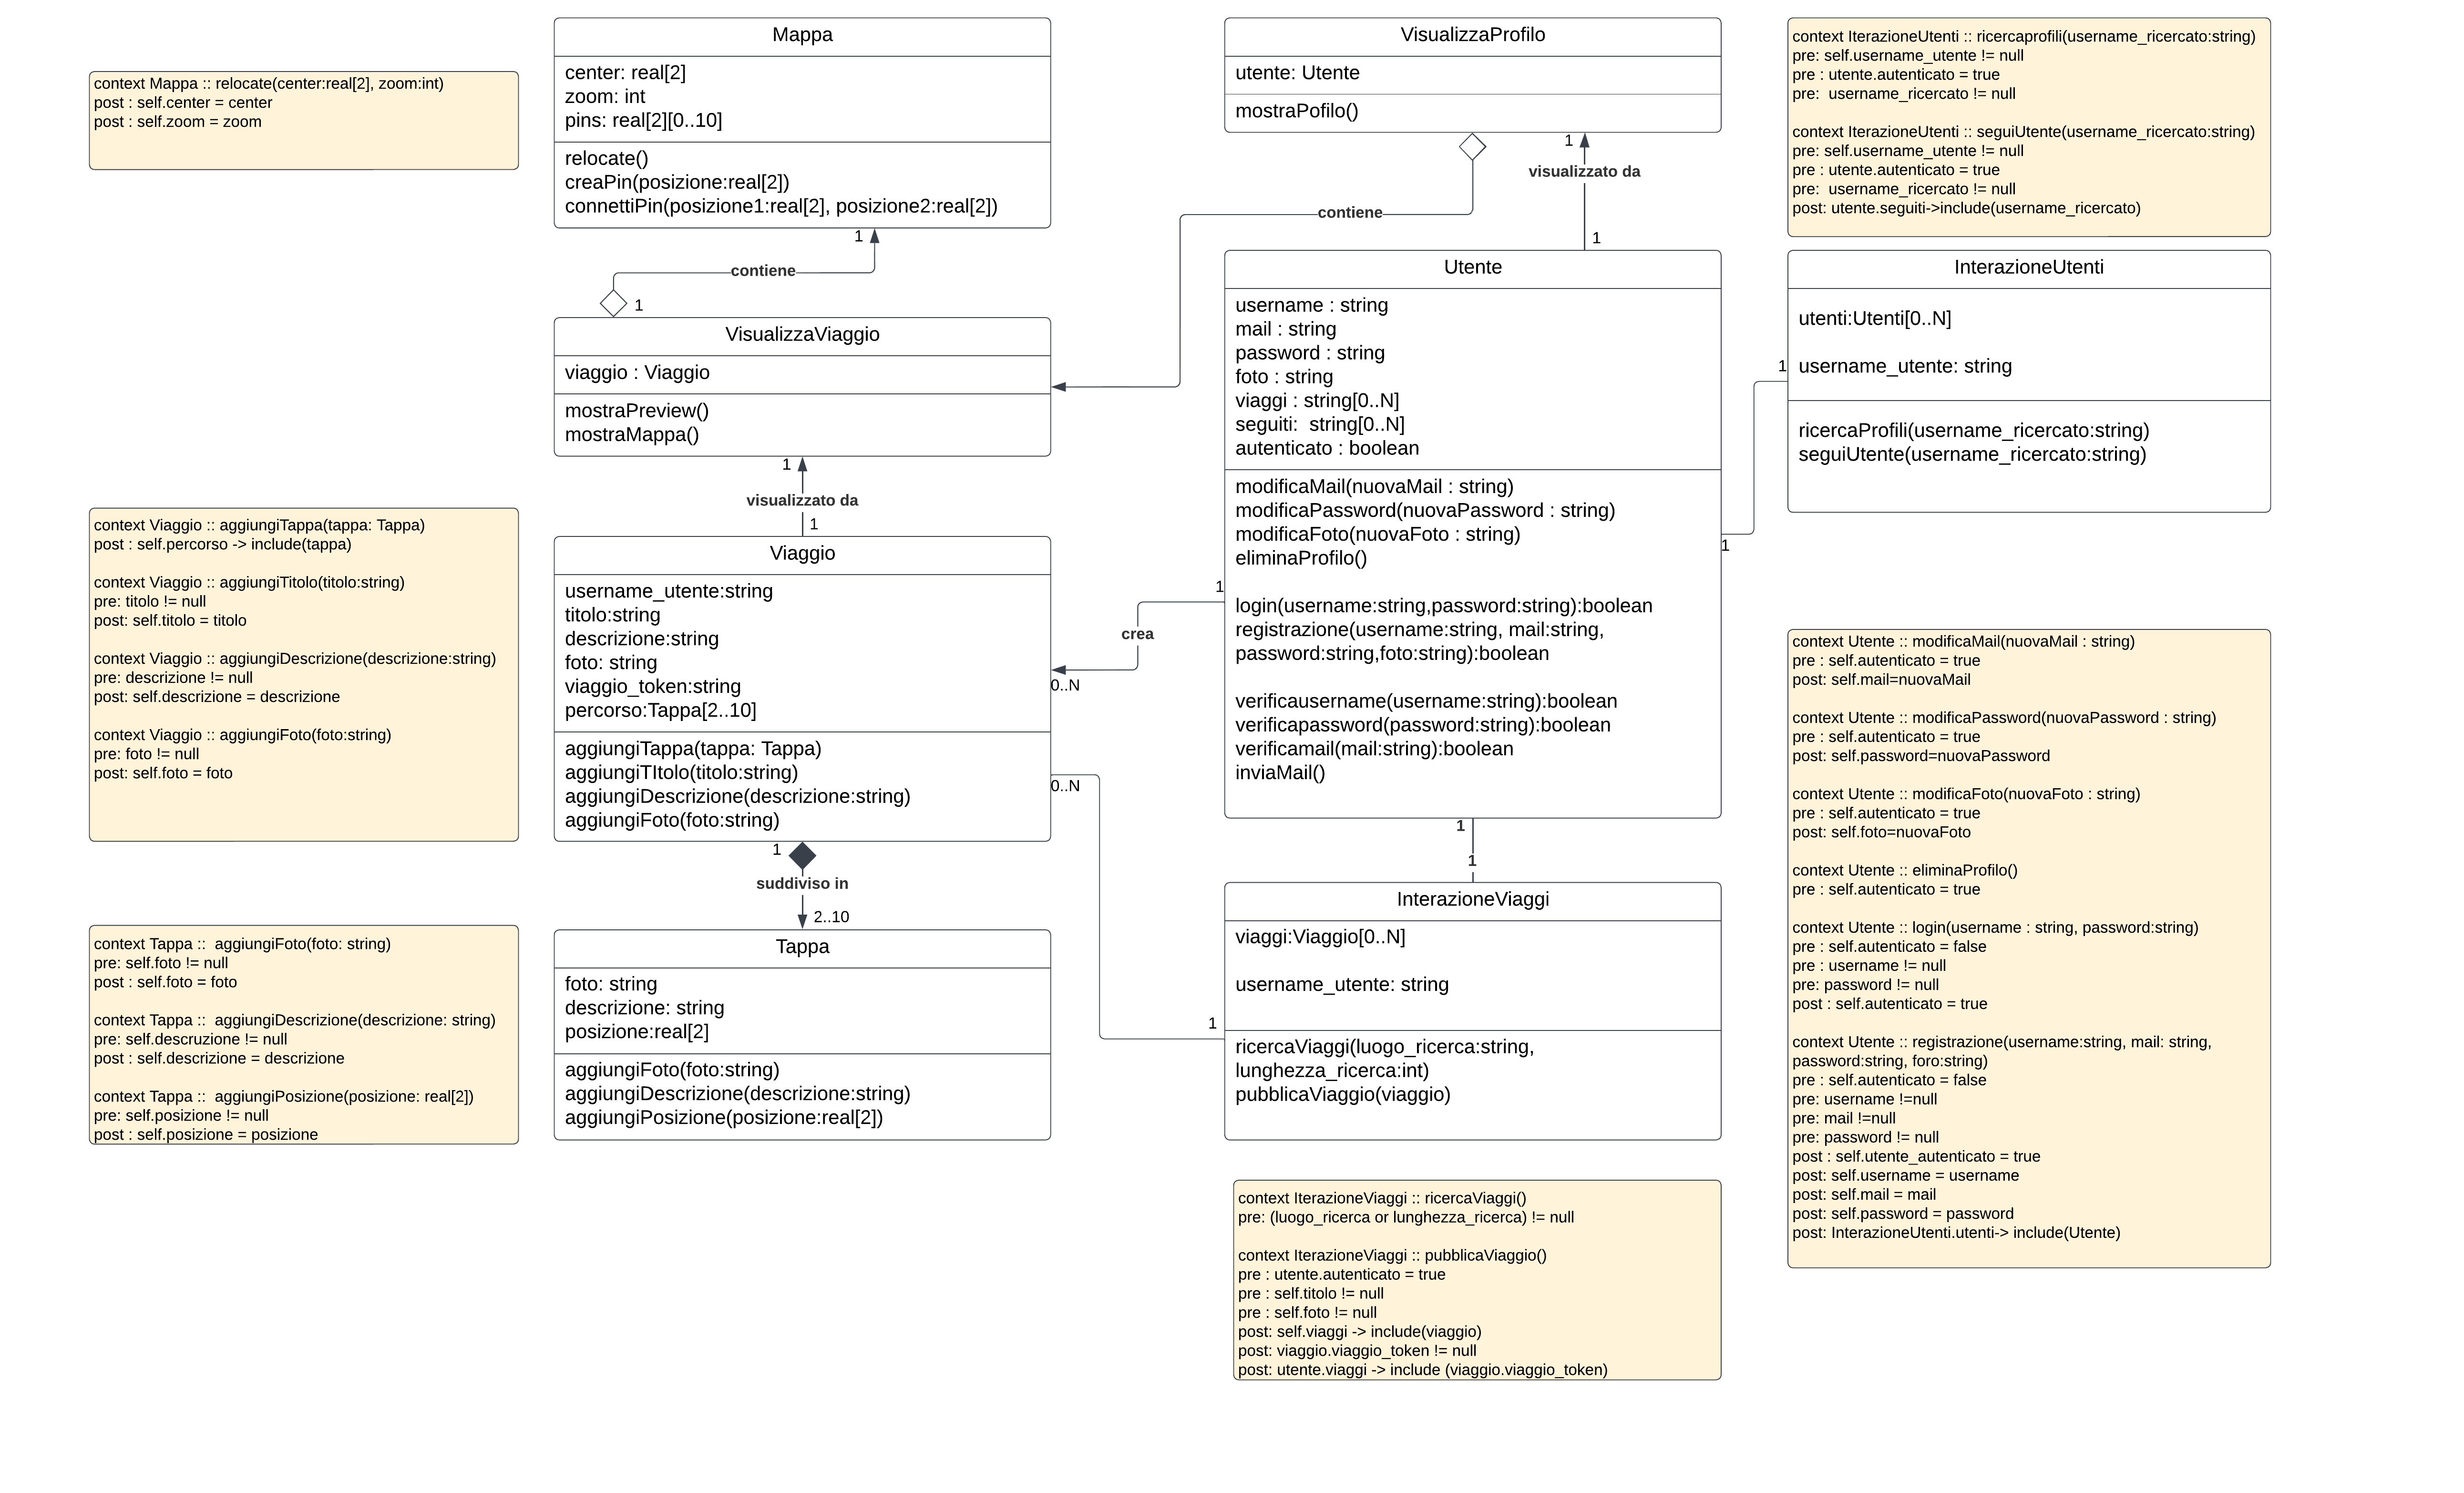 context Mappa :: relocate(center:real[2], zoom:int)
post : self.center = center
post : self.zoom = zoom
Mappa
center: real[2]
zoom: int
pins: real[2][0..10]
relocate()
creaPin(posizione:real[2])
connettiPin(posizione1:real[2], posizione2:real[2])
1
contiene
1
VisualizzaViaggio
viaggio : Viaggio
mostraPreview()
mostraMappa()
1
visualizzato da
1
context Viaggio :: aggiungiTappa(tappa: Tappa)
post : self.percorso -> include(tappa)
context Viaggio :: aggiungiTitolo(titolo:string)
pre: titolo != null
post: self.titolo = titolo
context Viaggio :: aggiungiDescrizione(descrizione:string)
pre: descrizione != null
post: self.descrizione = descrizione
context Viaggio :: aggiungiFoto(foto:string)
pre: foto != null
post: self.foto = foto
Viaggio
username_utente:string
titolo:string
descrizione:string
foto: string
viaggio_token:string
percorso:Tappa[2..10]
aggiungiTappa(tappa: Tappa)
aggiungiTItolo(titolo:string)
aggiungiDescrizione(descrizione:string)
aggiungiFoto(foto:string)
1
suddiviso in
2..10
context Tappa ::  aggiungiFoto(foto: string)
pre: self.foto != null
post : self.foto = foto
context Tappa ::  aggiungiDescrizione(descrizione: string)
pre: self.descruzione != null
post : self.descrizione = descrizione
context Tappa ::  aggiungiPosizione(posizione: real[2])
pre: self.posizione != null
post : self.posizione = posizione
Tappa
foto: string
descrizione: string
posizione:real[2]
aggiungiFoto(foto:string)
aggiungiDescrizione(descrizione:string)
aggiungiPosizione(posizione:real[2])
VisualizzaProfilo
utente: Utente
mostraPofilo()
1
visualizzato da
1
contiene
Utente
username : string
mail : string
password : string
foto : string
viaggi : string[0..N]
seguiti:  string[0..N]
autenticato : boolean
modificaMail(nuovaMail : string)
modificaPassword(nuovaPassword : string)
modificaFoto(nuovaFoto : string)
eliminaProfilo()
login(username:string,password:string):boolean
registrazione(username:string, mail:string,
password:string,foto:string):boolean
verificausername(username:string):boolean
verificapassword(password:string):boolean
verificamail(mail:string):boolean
inviaMail()
1
crea
0..N
0..N
1
1
1
InterazioneViaggi
viaggi:Viaggio[0..N]
username_utente: string
ricercaViaggi(luogo_ricerca:string,
lunghezza_ricerca:int)
pubblicaViaggio(viaggio)
context IterazioneViaggi :: ricercaViaggi()
pre: (luogo_ricerca or lunghezza_ricerca) != null
context IterazioneViaggi :: pubblicaViaggio()
pre : utente.autenticato = true
pre : self.titolo != null
pre : self.foto != null
post: self.viaggi -> include(viaggio)
post: viaggio.viaggio_token != null
post: utente.viaggi -> include (viaggio.viaggio_token)
context IterazioneUtenti :: ricercaprofili(username_ricercato:string)
pre: self.username_utente != null
pre : utente.autenticato = true
pre:  username_ricercato != null
context IterazioneUtenti :: seguiUtente(username_ricercato:string)
pre: self.username_utente != null
pre : utente.autenticato = true
pre:  username_ricercato != null
post: utente.seguiti->include(username_ricercato)
InterazioneUtenti
utenti:Utenti[0..N]
username_utente: string
ricercaProfili(username_ricercato:string)
seguiUtente(username_ricercato:string)
1
1
context Utente :: modificaMail(nuovaMail : string)
pre : self.autenticato = true
post: self.mail=nuovaMail
context Utente :: modificaPassword(nuovaPassword : string)
pre : self.autenticato = true
post: self.password=nuovaPassword
context Utente :: modificaFoto(nuovaFoto : string)
pre : self.autenticato = true
post: self.foto=nuovaFoto
context Utente :: eliminaProfilo()
pre : self.autenticato = true
context Utente :: login(username : string, password:string)
pre : self.autenticato = false
pre : username != null
pre: password != null
post : self.autenticato = true
context Utente :: registrazione(username:string, mail: string,
password:string, foro:string)
pre : self.autenticato = false
pre: username !=null
pre: mail !=null
pre: password != null
post : self.utente_autenticato = true
post: self.username = username
post: self.mail = mail
post: self.password = password
post: InterazioneUtenti.utenti-> include(Utente)